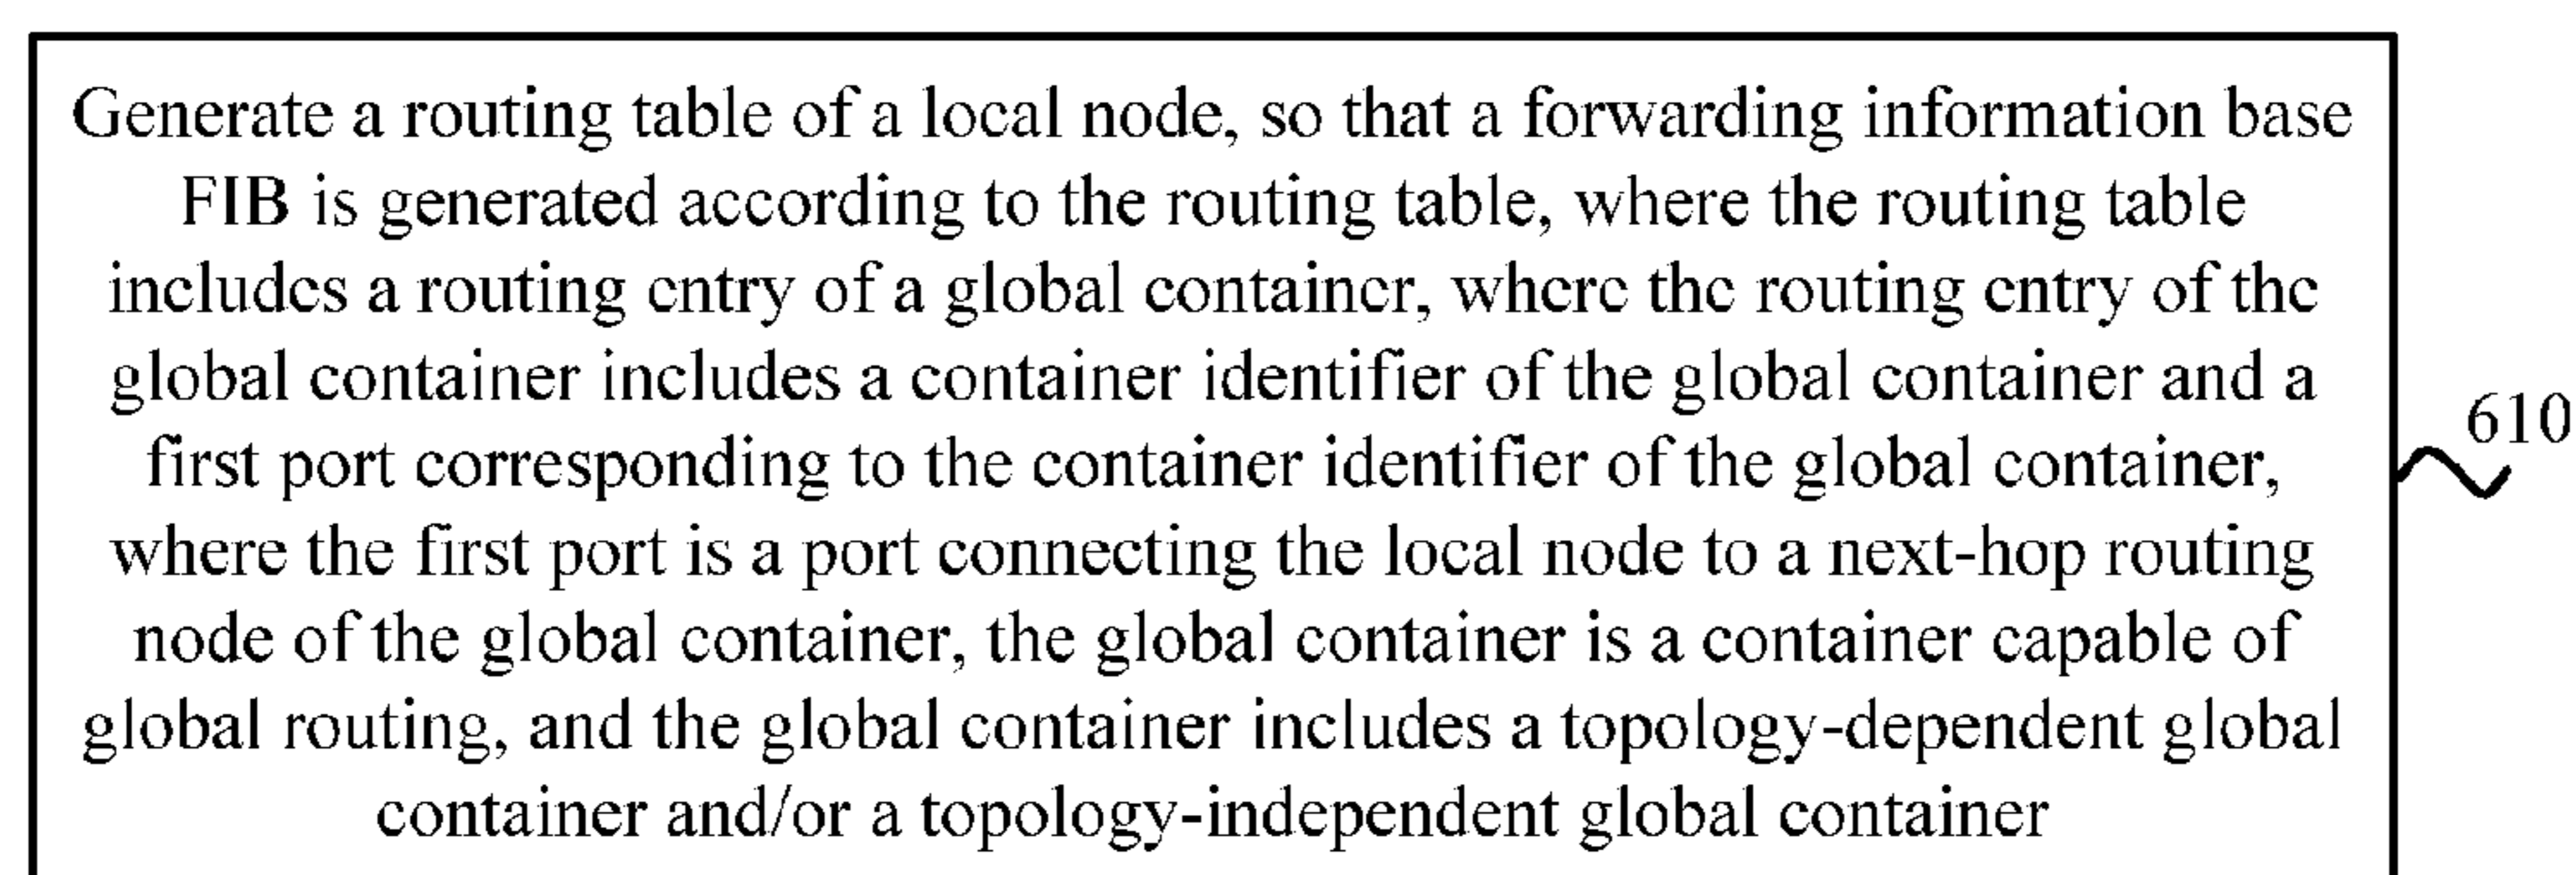 Generate a routing table of a local node, so that a forwarding information base
FIB is generated according to the routing table, where the routing table
includes a routing entry of a global container, where the routing entry of the
global container includes a container identifier of the global container and a
first port corresponding to the container identifier of the global container,
where the first port is a port connecting the local node to a next-hop routing
node of the global container, the global container is a container capable of
global routing, and the global container includes a topology-dependent global
container and/or a topology-independent global container
610